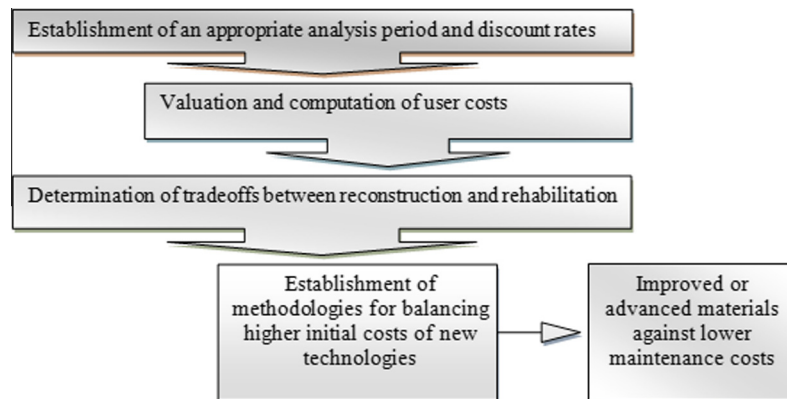 Establishment of an appropriate analysis period and discount rates
Valuation and computation of user costs
Determination of tradeoffs between reconstruction and rehabilitation
Establishment of
methodologies for balancing
higher initial costs of new
technologies
Improved or
advanced materials
against lower
maintenance costs